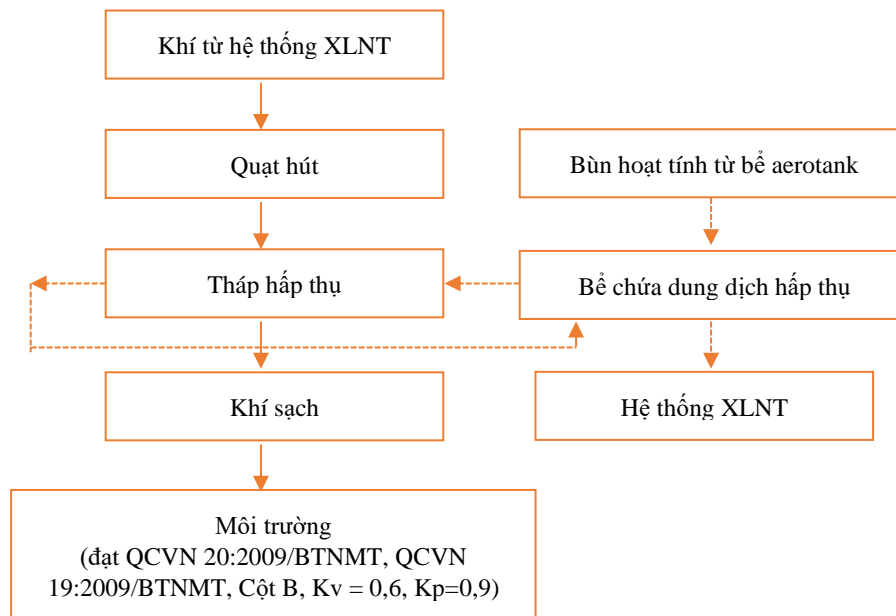 Khí từ hệ thống XLNT
Quạt hút
Bùn hoạt tính từ bể aerotank
Tháp hấp thụ
Bể chứa dung dịch hấp thụ
Khí sạch
Hệ thống XLNT
Môi trường
(đạt QCVN 20:2009/BTNMT, QCVN
19:2009/BTNMT, Cột B, Kv = 0,6, Kp=0,9)